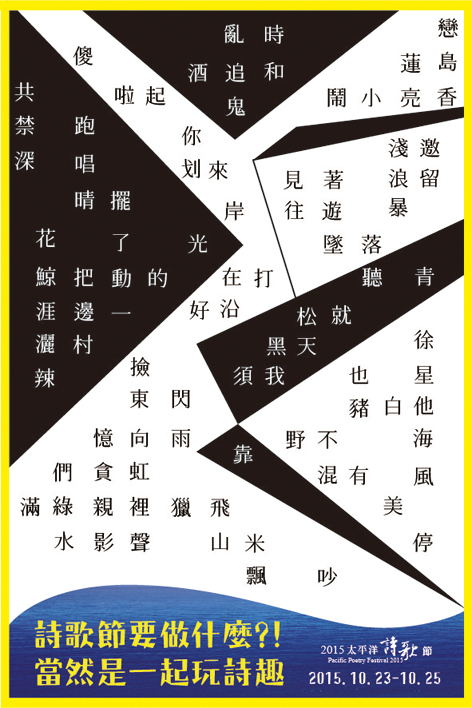 亂 時 戀
傻 酒 追 和 蓮 島
共 啦 起 鬼 鬧 小 亮 香
禁 跑 你 淺 邀
深 唱 划 來 見 著 浪 留
晴 擺 岸 往 遊 暴
花 了 光 墜 落
鯨 把 動 的 在 打 聽 青
涯 邊 一 好 沿 松 就
灑 村 黑 天 徐
辣 撿 須 我 也 星
東 閃 豬 白 他
憶 向 雨 靠 野 不 海
們 貪 虹 混 有 風
滿 綠 親 裡 獵 飛 美
水 影 聲 山 米 停
飄 吵
詩歌節要做什麼?!
當然是一起玩詩趣
2015 太平洋 詩歌 節
Pacific Poetry Festival 2015
2015.10.23-10.25